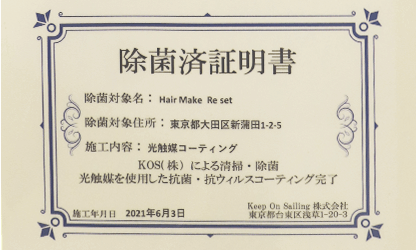 除菌済証明書
除菌対象名： Hair Make Re set
除菌対象住所： 東京都大田区新蒲田1-2-5
施工内容： 光触媒コーティング
KOS(株) による清掃・除菌
光触媒を使用した抗菌・抗ウィルスコーティング完了
Keep On Sailing 株式会社
施工年月日 2021年6月3日 東京都台東区浅草1-20-3